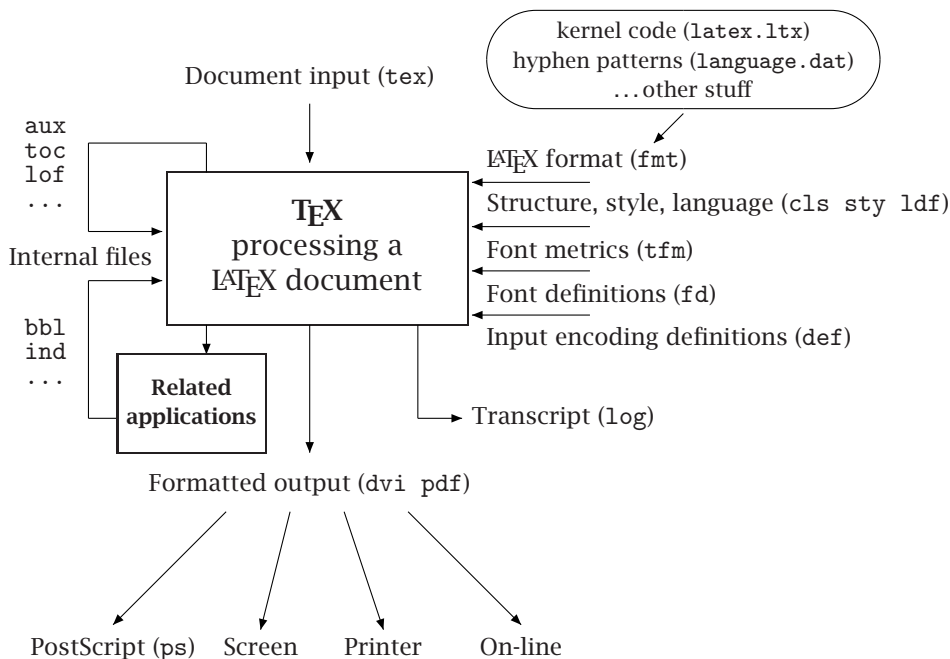 kernel code (latex.ltx)
hyphen patterns (language.dat)
...other stuff
Document input (tex)
aux
toc
lof
...
LATEX format (fmt)
Structure, style, language (cls sty ldf)
Font metrics (tfm)
Font definitions (fd)
Input encoding definitions (def)
TEX
processing a
LATEX document
Internal files
bbl
ind
...
Related
applications
Transcript (log)
Formatted output (dvi pdf)
PostScript (ps) Screen Printer On-line